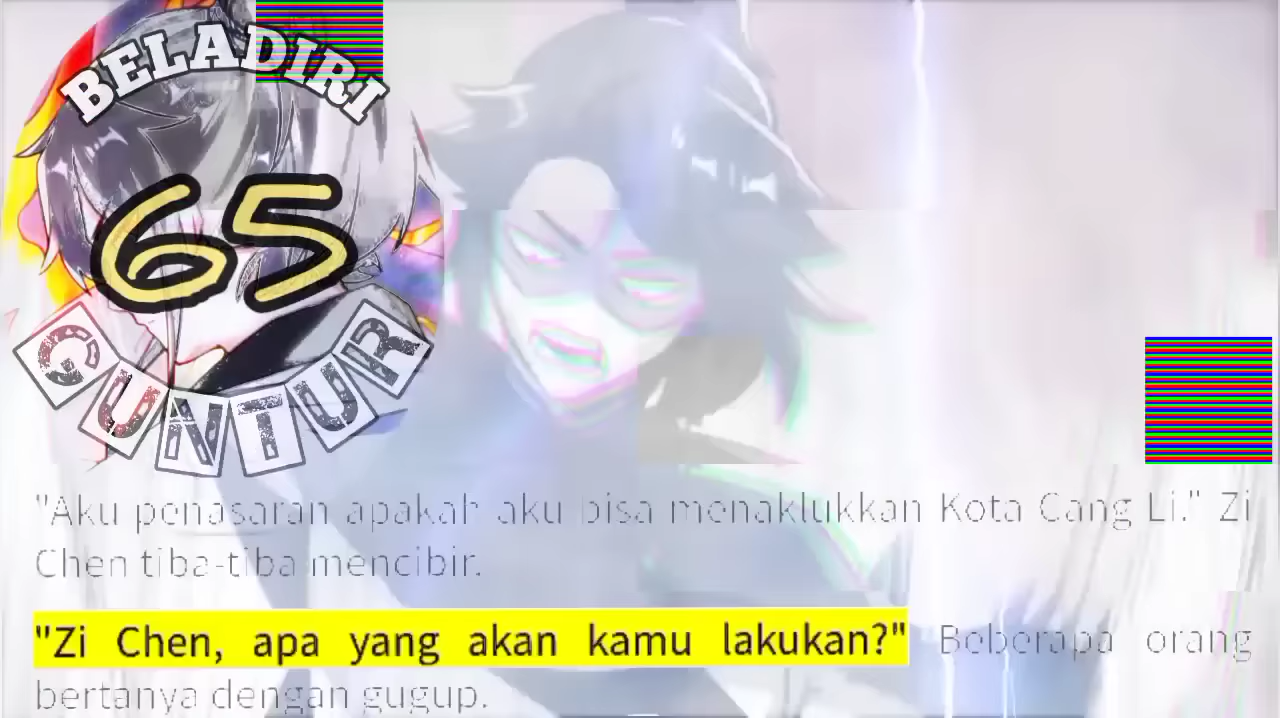 BELADIRI
65
GUNTUR
"Aku penasaran apakah aku bisa menaklukkan Kota Cang Li." Zi
Chen tiba-tiba mencibir.
"Zi Chen, apa yang akan kamu lakukan?" Beberapa orang
bertanya dengan gugup.